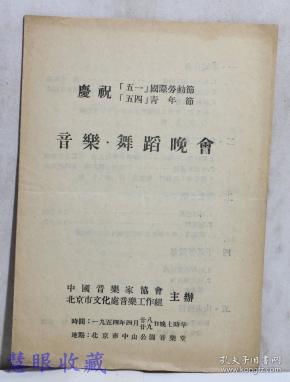 慶祝「五一」國際勞動節
「五四」青年節
音樂·舞蹈晚會
中國音樂家協會
北京市文化處音樂工作組
主辦
時間:一九五四年四月廿八廿九日晚七時半
地點:北京市中山公園音樂堂
慧眼收藏
孔夫子旧书网